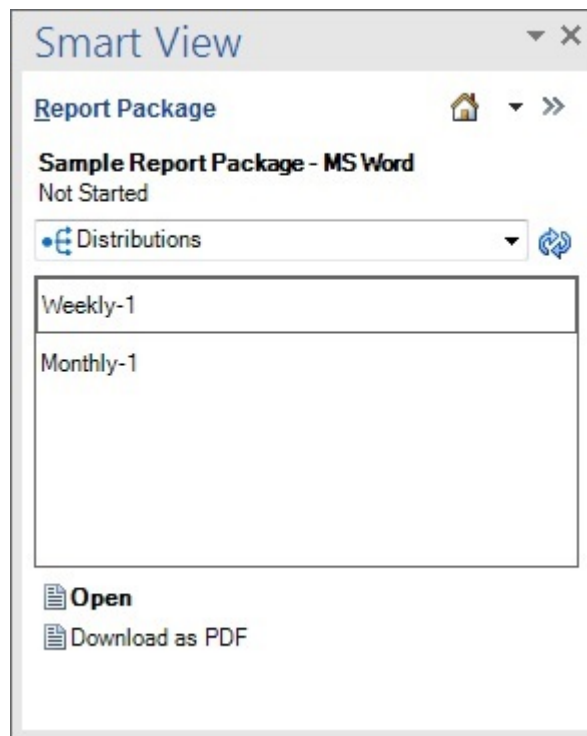 Smart View
Report Package
Sample Report Package - MS Word
Not Started
Distributions
Weekly-1
Monthly-1
Open
Download as PDF